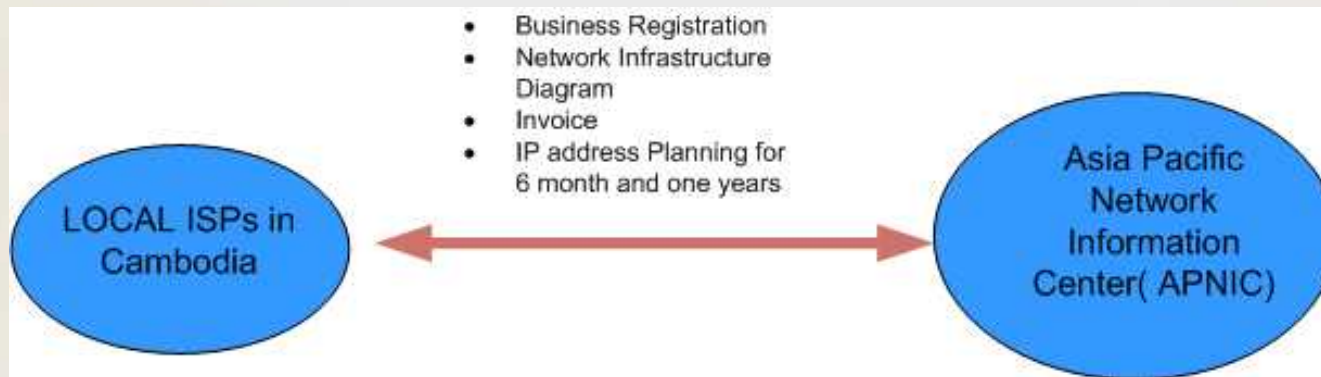 • Business Registration
• Network Infrastructure
Diagram
• Invoice
• IP address Planning for
6 month and one years
LOCAL ISPs in
Cambodia
Asia Pacific
Network
Information
Center( APNIC)